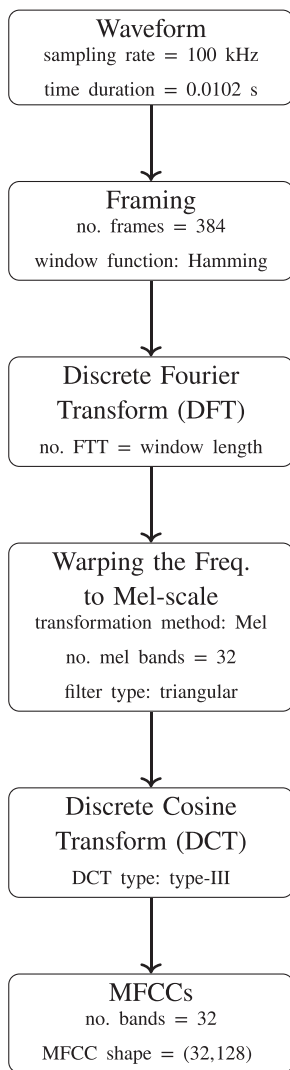 Waveform
sampling rate = 100 kHz
time duration = 0.0102 s
Framing
no. frames = 384
window function: Hamming
Discrete Fourier
Transform (DFT)
no. FTT = window length
Warping the Freq.
to Mel-scale
transformation method: Mel
no. mel bands = 32
filter type: triangular
Discrete Cosine
Transform (DCT)
DCT type: type-III
MFCCs
no. bands = 32
MFCC shape = (32,128)